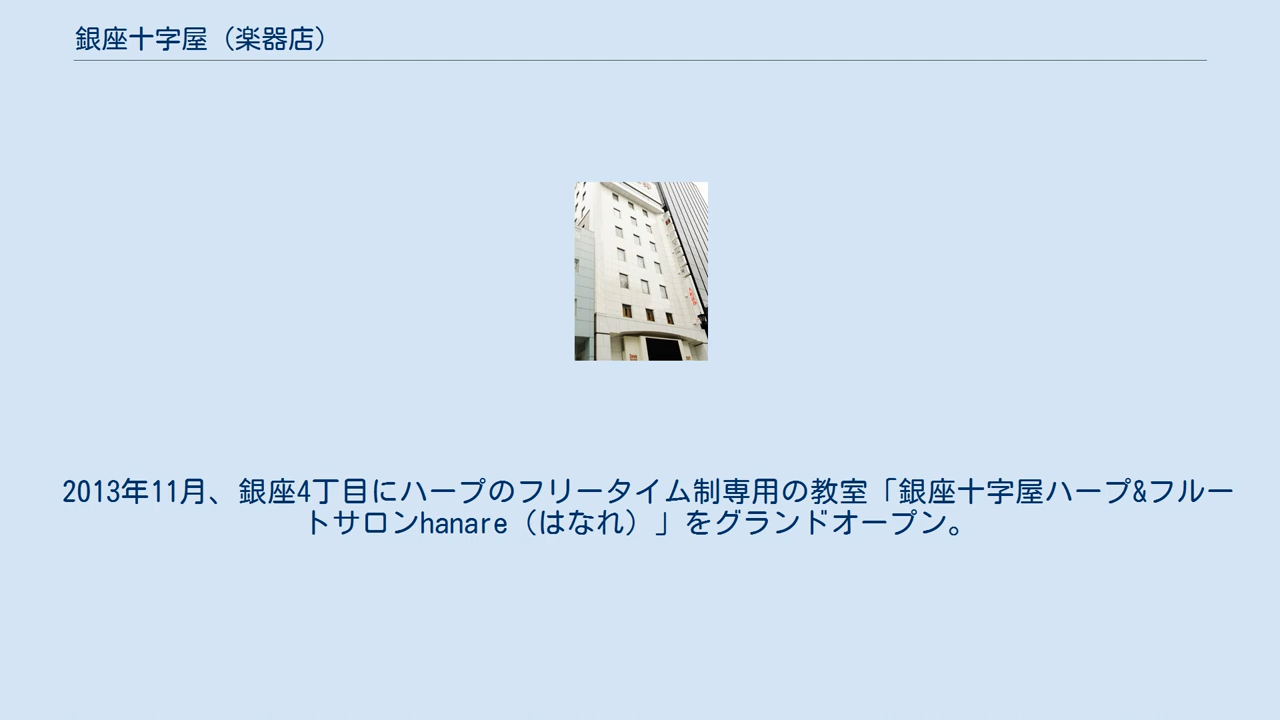 銀座十字屋（楽器店）
2013年11月、銀座4丁目にハープのフリータイム制専用の教室「銀座十字屋ハープ&フルー
トサロンhanare（はなれ）」をグランドオープン。